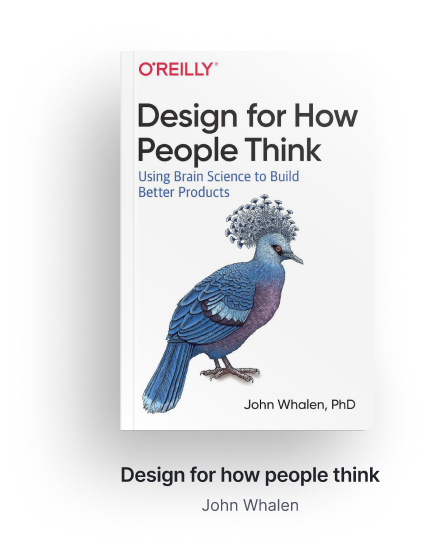 O'REILLY®
Design for How
People Think
Using Brain Science to Build
Better Products
John Whalen, PhD
Design for how people think
John Whalen